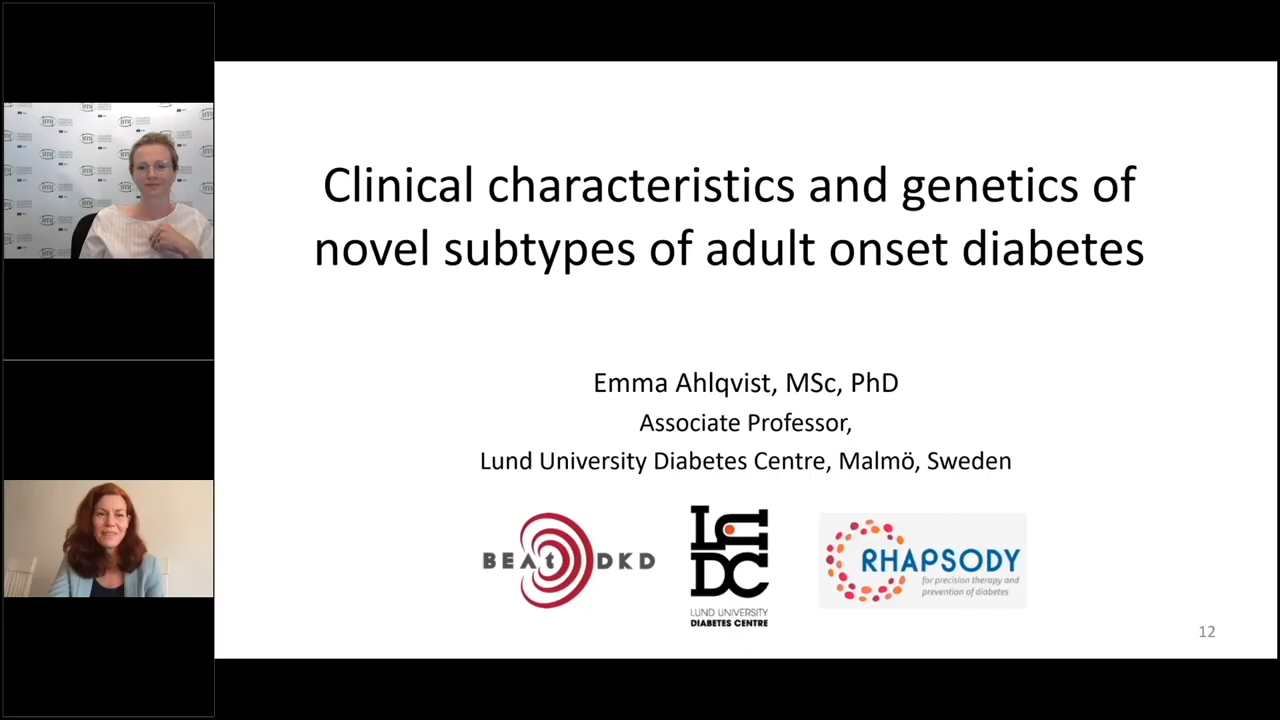 Clinical characteristics and genetics of
novel subtypes of adult onset diabetes
Emma Ahlqvist, MSc, PhD
Associate Professor,
Lund University Diabetes Centre, Malmö, Sweden
BEAt DKD
LUDC
LUND UNIVERSITY
DIABETES CENTRE
RHAPSODY
for precision therapy and
prevention of diabetes
12
imi